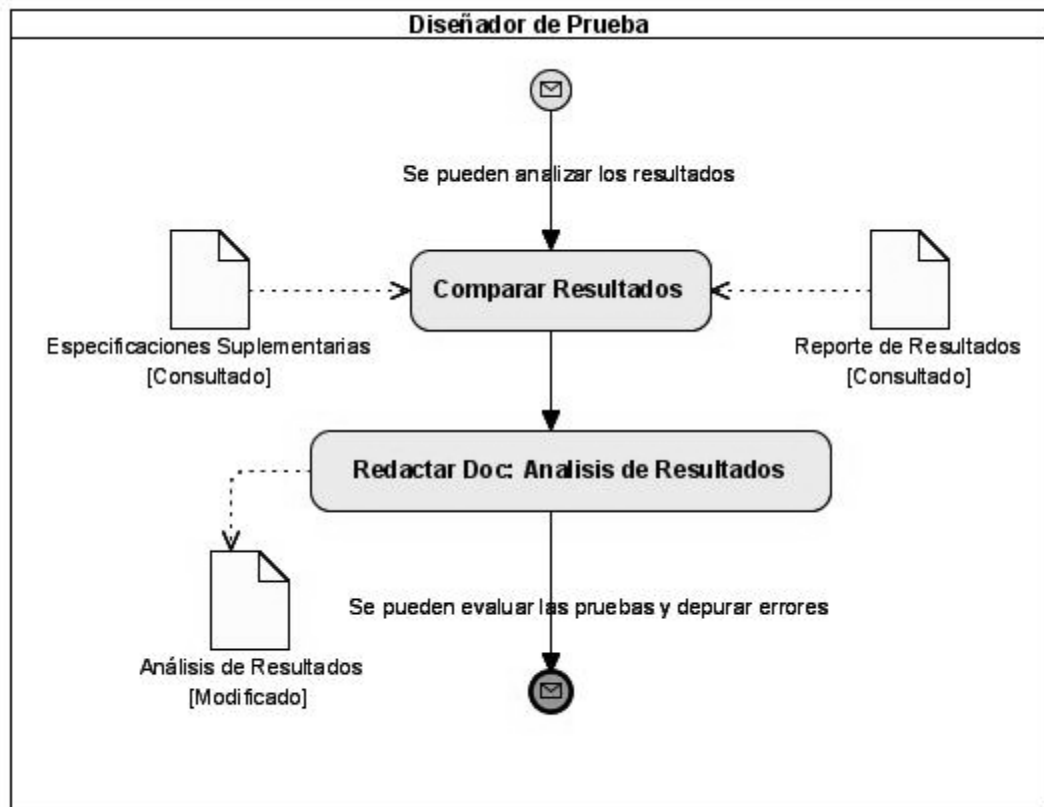 Diseñador de Prueba
Se pueden analizar los resultados
Comparar Resultados
Especificaciones Suplementarias
[Consultado]
Reporte de Resultados
[Consultado]
Redactar Doc: Analisis de Resultados
Se pueden evaluar las pruebas y depurar errores
Análisis de Resultados
[Modificado]